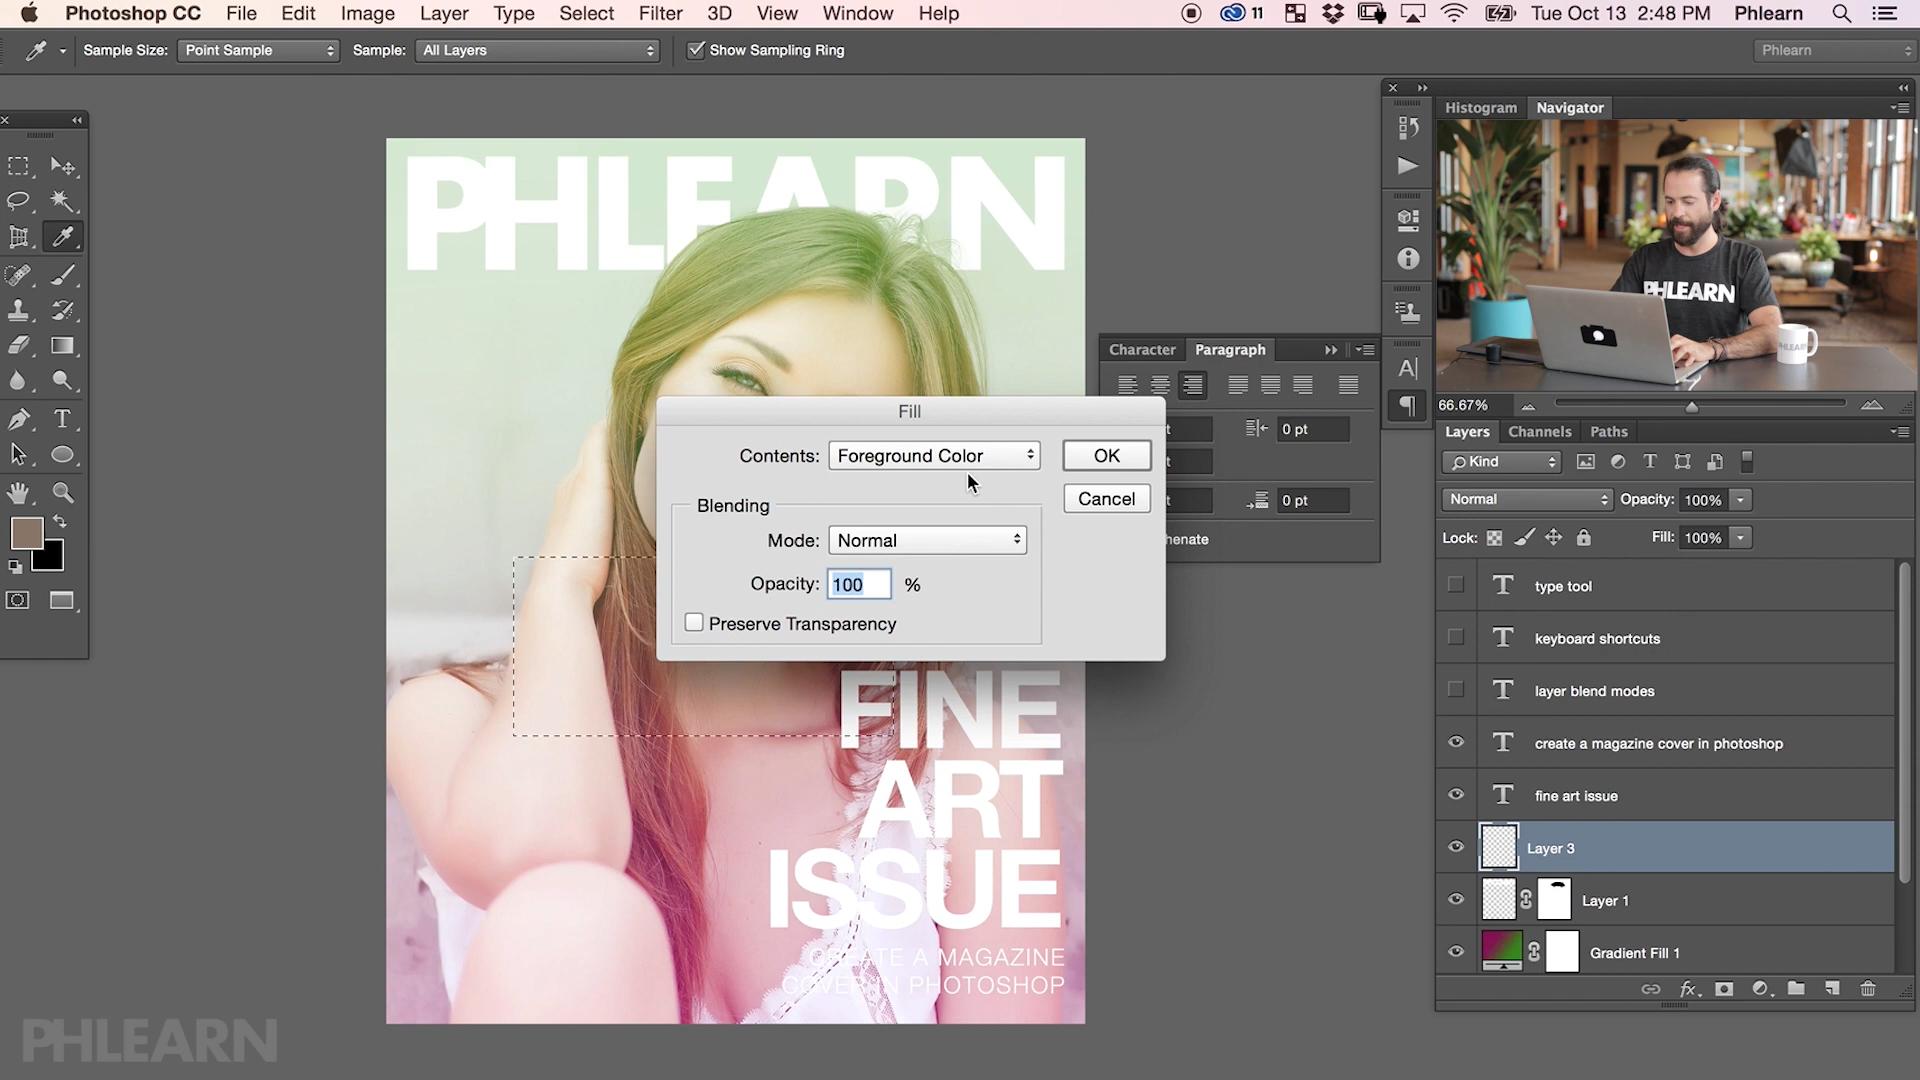 Photoshop CC File Edit Image Layer Type Select Filter 3D View Window Help 11 Tue Oct 13 2:48 PM Phlearn
Sample Size: Point Sample Sample: All Layers Show Sampling Ring Phlearn
Histogram Navigator
PHLEARN
PHLEARN
PHLEARN
Character Paragraph
66.67%
Fill
Contents: Foreground Color OK
Cancel
Blending
Mode: Normal
Opacity: 100 %
Preserve Transparency
t 0 pt
t
t 0 pt
henate
Layers Channels Paths
Kind
Normal Opacity: 100%
Lock: Fill: 100%
type tool
keyboard shortcuts
layer blend modes
create a magazine cover in photoshop
fine art issue
Layer 3
Layer 1
Gradient Fill 1
fx
FINE
ART
ISSUE
CREATE A MAGAZINE
COVER IN PHOTOSHOP
PHLEARN